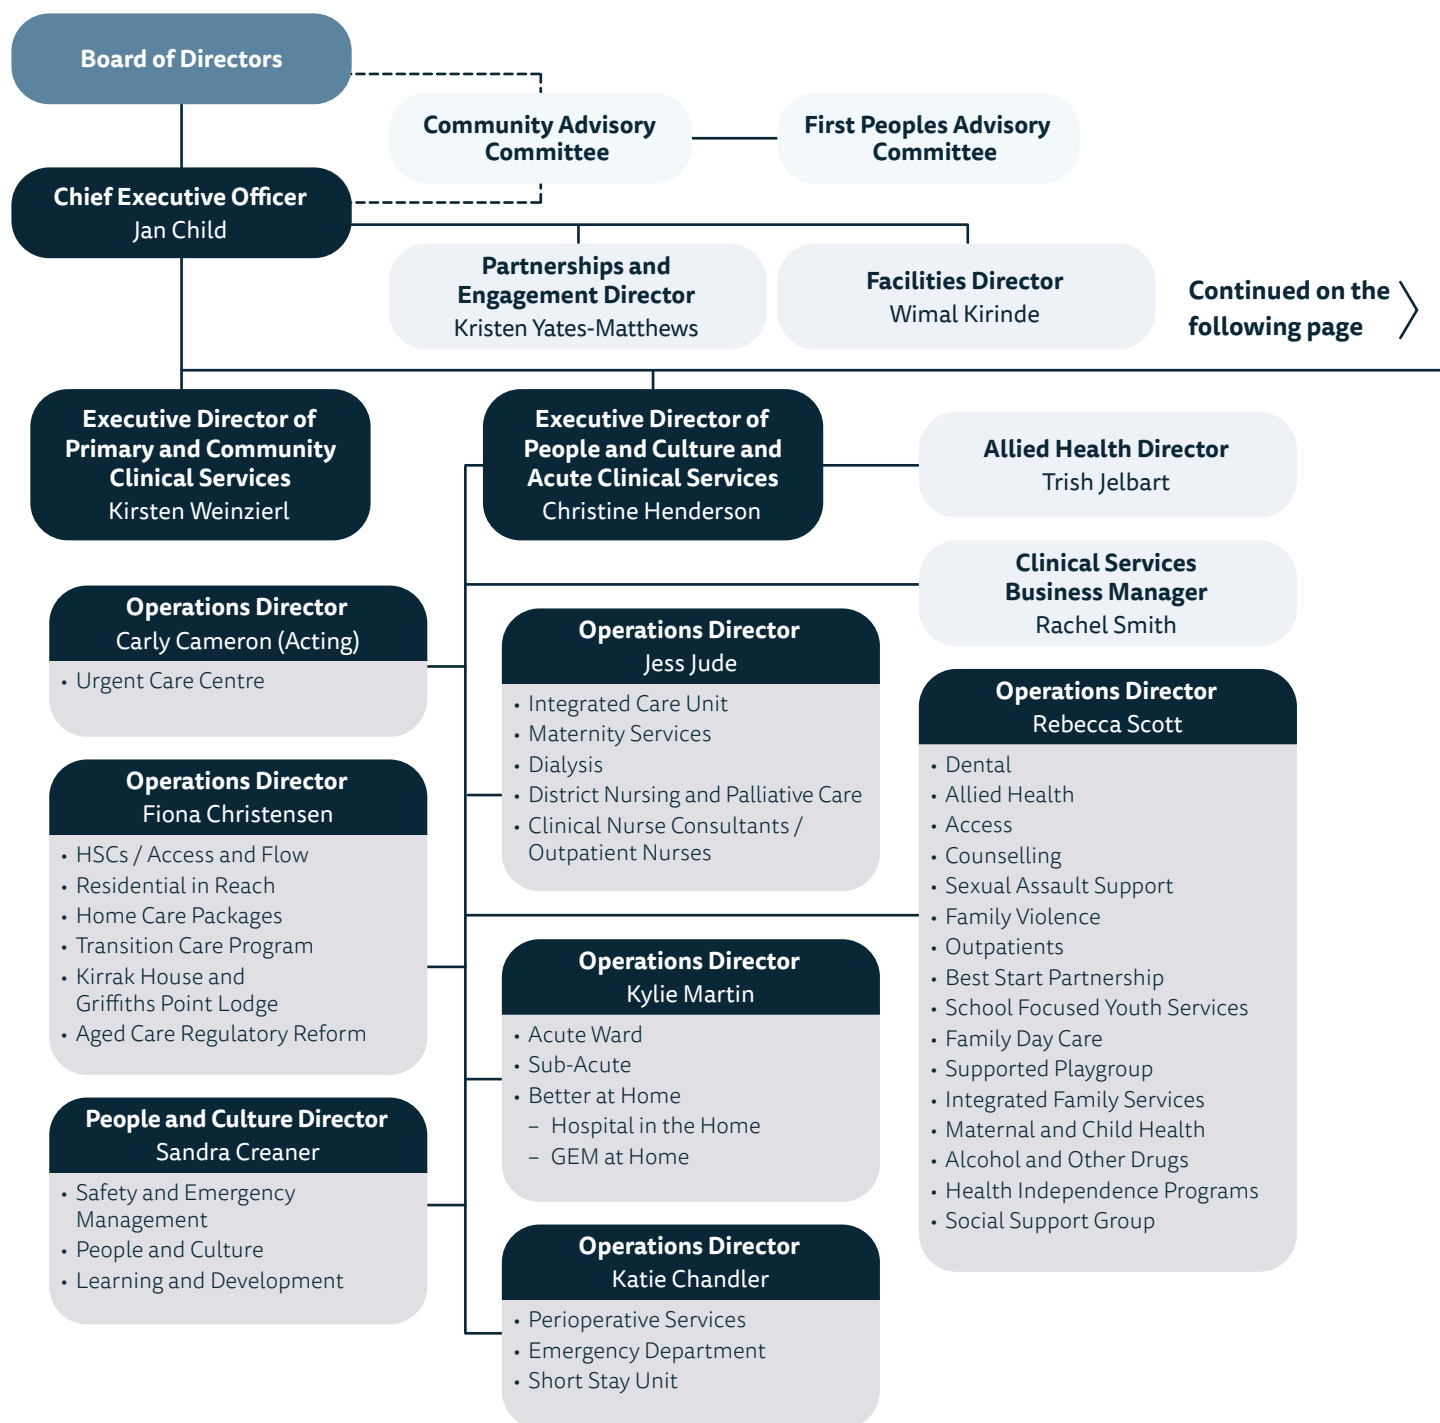 Board of Directors
Community Advisory
Committee
First Peoples Advisory
Committee
Chief Executive Officer
Jan Child
Partnerships and
Engagement Director
Kristen Yates-Matthews
Facilities Director
Wimal Kirinde
Continued on the
following page
Executive Director of
Primary and Community
Clinical Services
Kirsten Weinzierl
Executive Director of
People and Culture and
Acute Clinical Services
Christine Henderson
Allied Health Director
Trish Jelbart
Clinical Services
Business Manager
Rachel Smith
Operations Director
Carly Cameron (Acting)
• Urgent Care Centre
Operations Director
Fiona Christensen
• HSCs / Access and Flow
• Residential in Reach
• Home Care Packages
• Transition Care Program
• Kirrak House and
Griffiths Point Lodge
• Aged Care Regulatory Reform
People and Culture Director
Sandra Creaner
• Safety and Emergency
Management
• People and Culture
• Learning and Development
Operations Director
Jess Jude
• Integrated Care Unit
• Maternity Services
• Dialysis
• District Nursing and Palliative Care
• Clinical Nurse Consultants /
Outpatient Nurses
Operations Director
Kylie Martin
• Acute Ward
• Sub-Acute
• Better at Home
– Hospital in the Home
– GEM at Home
Operations Director
Katie Chandler
• Perioperative Services
• Emergency Department
• Short Stay Unit
Operations Director
Rebecca Scott
• Dental
• Allied Health
• Access
• Counselling
• Sexual Assault Support
• Family Violence
• Outpatients
• Best Start Partnership
• School Focused Youth Services
• Family Day Care
• Supported Playgroup
• Integrated Family Services
• Maternal and Child Health
• Alcohol and Other Drugs
• Health Independence Programs
• Social Support Group